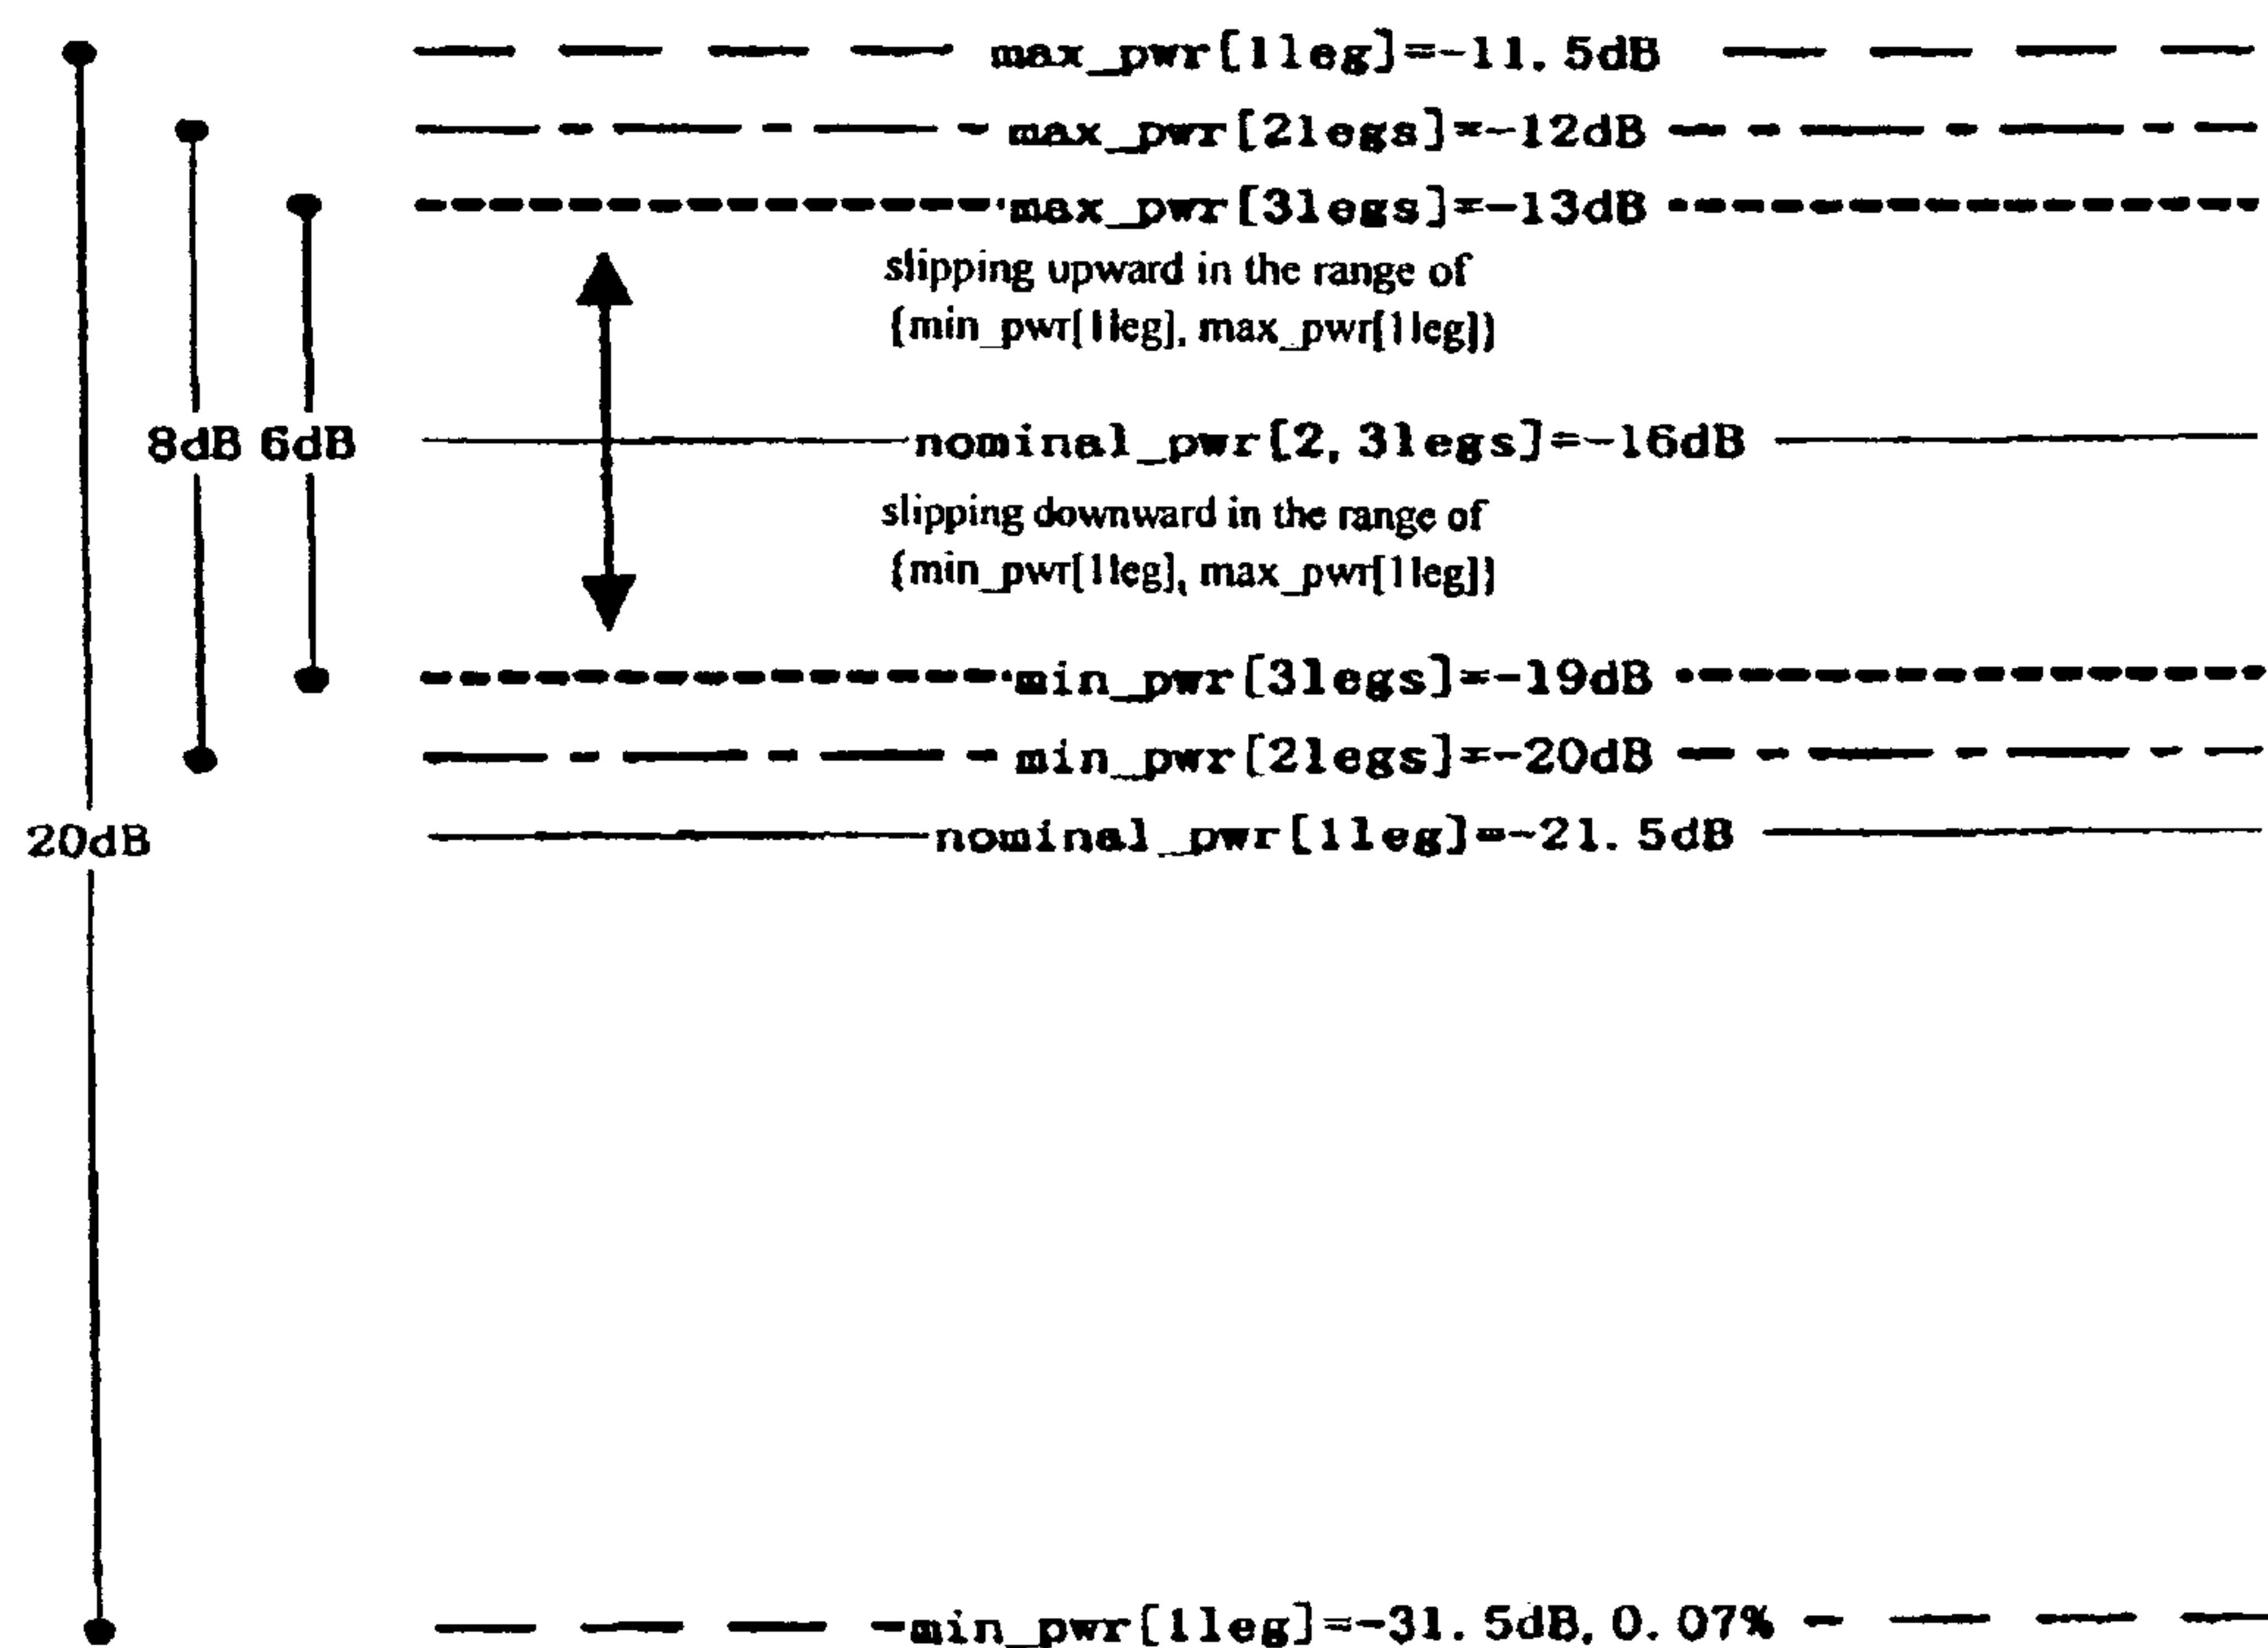 max_pwr[1leg]=-11.5dB
max_pwr[2legs]=-12dB
max_pwr[3legs]=-13dB
slipping upward in the range of
{min_pwr[1leg], max_pwr[1leg]}
8dB 6dB
nominal_pwr[2,3legs]=-16dB
slipping downward in the range of
{min_pwr[1leg], max_pwr[1leg]}
min_pwr[3legs]=-19dB
min_pwr[2legs]=-20dB
20dB
nominal_pwr[1leg]=-21.5dB
min_pwr[1leg]=-31.5dB, 0.07%